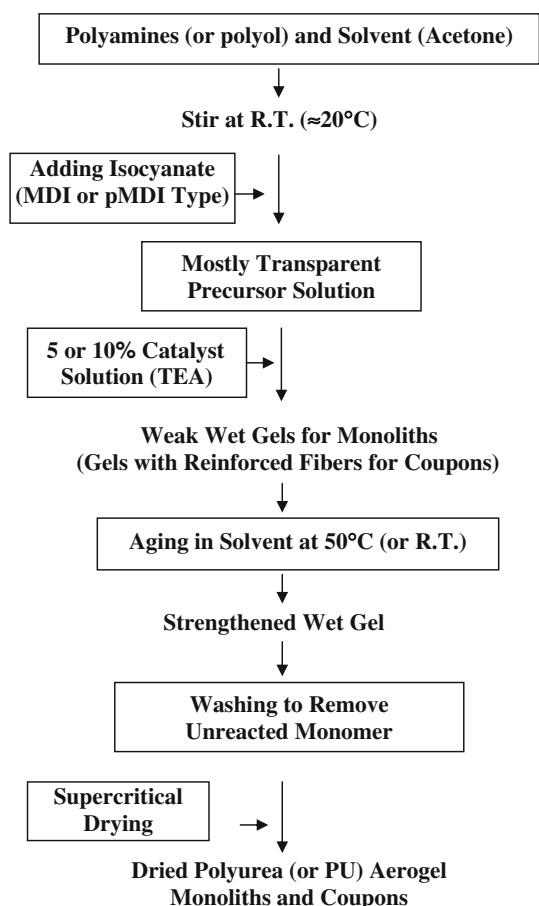 Polyamines (or polyol) and Solvent (Acetone)
Stir at R.T. (≈20°C)
Adding Isocyanate
(MDI or pMDI Type)
Mostly Transparent
Precursor Solution
5 or 10% Catalyst
Solution (TEA)
Weak Wet Gels for Monoliths
(Gels with Reinforced Fibers for Coupons)
Aging in Solvent at 50°C (or R.T.)
Strengthened Wet Gel
Washing to Remove
Unreacted Monomer
Supercritical
Drying
Dried Polyurea (or PU) Aerogel
Monoliths and Coupons